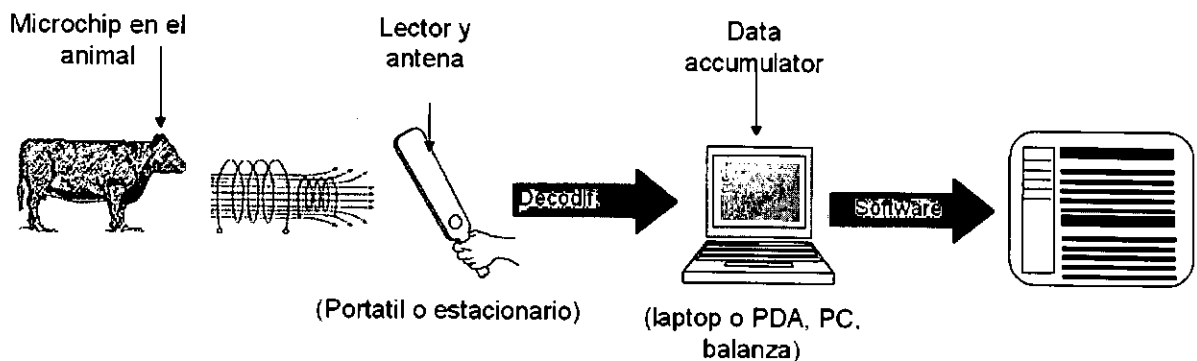 Microchip en el
animal
Lector y
antena
Data
accumulator
Decodif.
Software
(Portatil o estacionario)
(laptop o PDA, PC,
balanza)